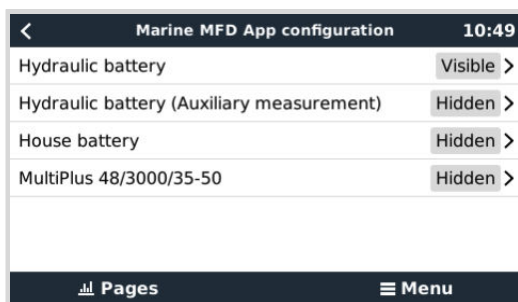 Marine MFD App configuration 10:49
Hydraulic battery Visible
Hydraulic battery (Auxiliary measurement) Hidden
House battery Hidden
MultiPlus 48/3000/35-50 Hidden
Pages Menu